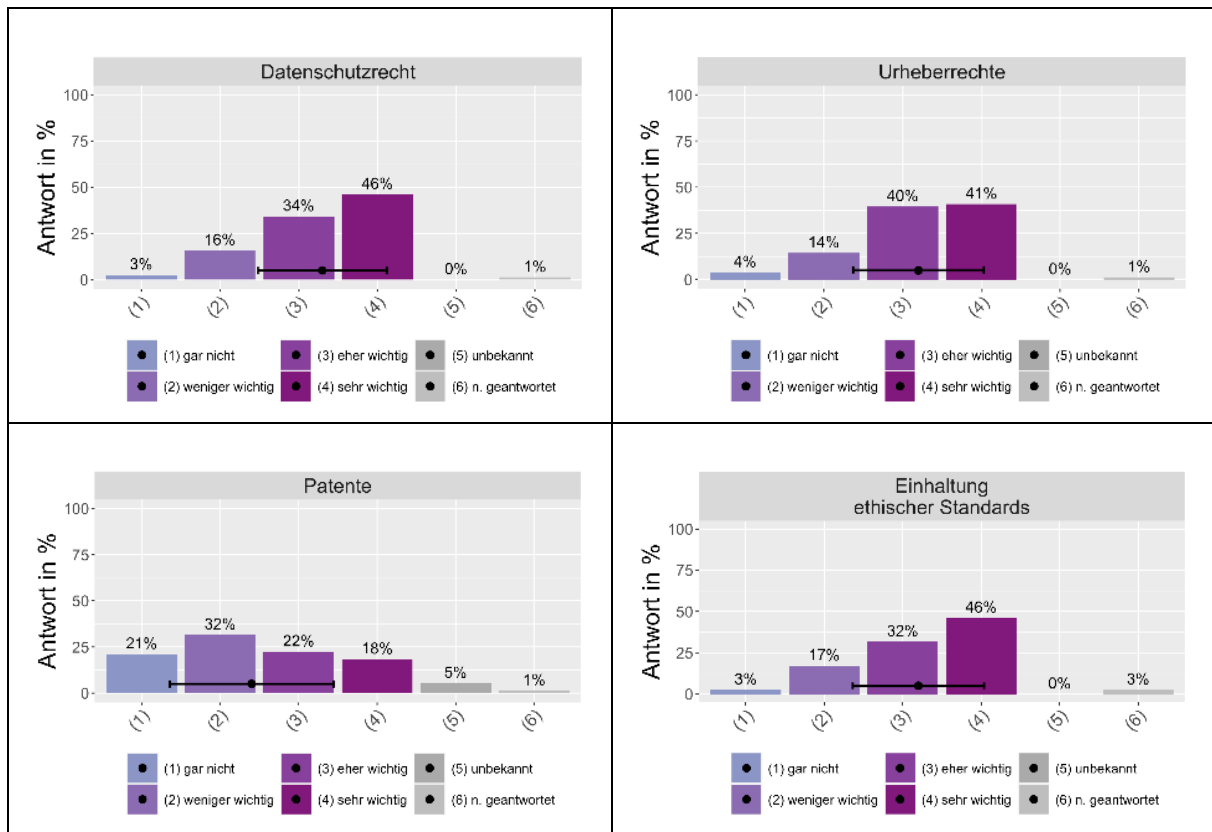 Datenschutzrecht
Antwort in %
100
75
50
25
0
3%
16%
34%
46%
0%
1%
(1)
(2)
(3)
(4)
(5)
(6)
(1) gar nicht
(3) eher wichtig
(5) unbekannt
(2) weniger wichtig
(4) sehr wichtig
(6) n. geantwortet
Urheberrechte
Antwort in %
100
75
50
25
0
4%
14%
40%
41%
0%
1%
(1)
(2)
(3)
(4)
(5)
(6)
(1) gar nicht
(3) eher wichtig
(5) unbekannt
(2) weniger wichtig
(4) sehr wichtig
(6) n. geantwortet
Patente
Antwort in %
100
75
50
25
0
21%
32%
22%
18%
5%
1%
(1)
(2)
(3)
(4)
(5)
(6)
(1) gar nicht
(3) eher wichtig
(5) unbekannt
(2) weniger wichtig
(4) sehr wichtig
(6) n. geantwortet
Einhaltung
ethischer Standards
Antwort in %
100
75
50
25
0
3%
17%
32%
46%
0%
3%
(1)
(2)
(3)
(4)
(5)
(6)
(1) gar nicht
(3) eher wichtig
(5) unbekannt
(2) weniger wichtig
(4) sehr wichtig
(6) n. geantwortet